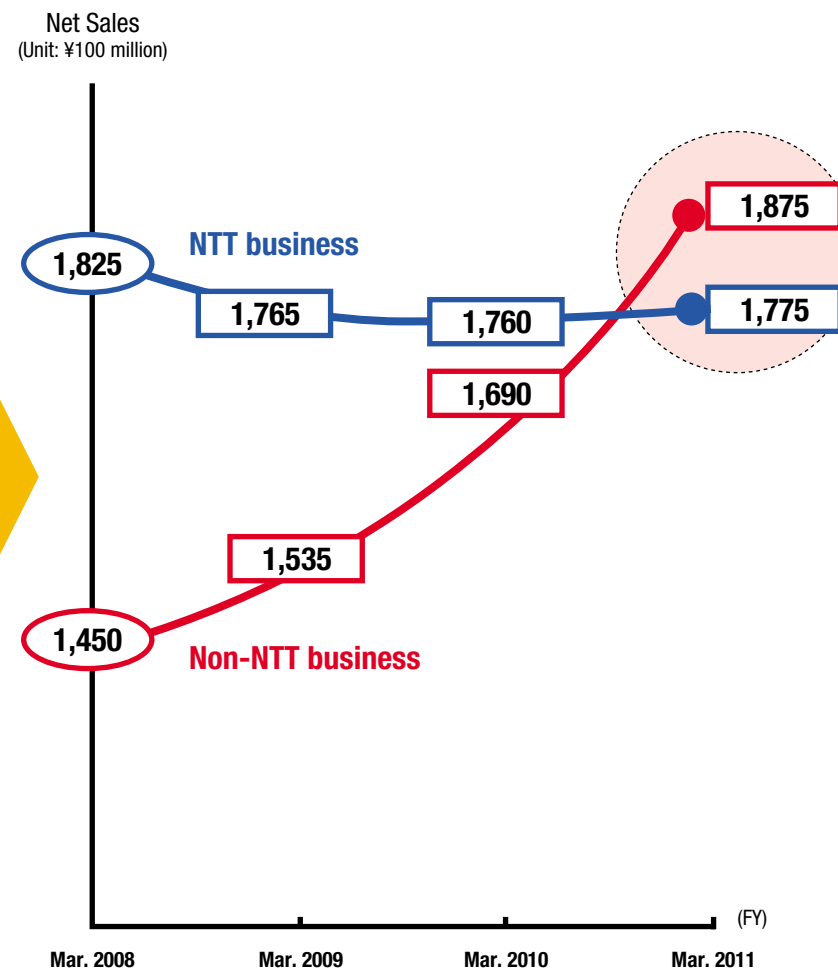 Net Sales
(Unit: ¥100 million)
1,875
NTT business
1,825
1,765
1,760
1,775
1,690
1,535
1,450
Non-NTT business
(FY)
Mar. 2008
Mar. 2009
Mar. 2010
Mar. 2011